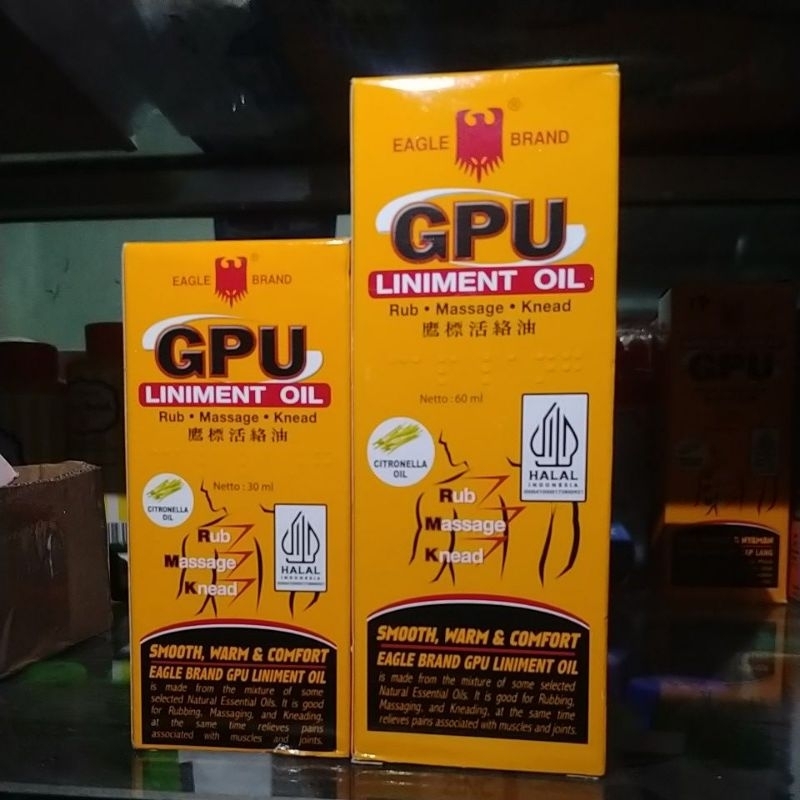 EAGLE BRAND
GPU
LINIMENT OIL
Rub • Massage • Knead
鷹標活絡油
Netto : 30 ml
CITRONELLA
OIL
Rub
Massage
Knead
HALAL
INDONESIA
SMOOTH, WARM & COMFORT
EAGLE BRAND GPU LINIMENT OIL
is made from the mixture of some
selected Natural Essential Oils. It is good
for Rubbing, Massaging, and Kneading,
at the same time relieves pains
associated with muscles and joints.
EAGLE BRAND
®
GPU
LINIMENT OIL
Rub • Massage • Knead
鷹標活絡油
Netto : 60 ml
CITRONELLA
OIL
Rub
Massage
Knead
HALAL
INDONESIA
SMOOTH, WARM & COMFORT
EAGLE BRAND GPU LINIMENT OIL
is made from the mixture of some
selected Natural Essential Oils. It is good for Rubbing,
Massaging, and Kneading, at the same time
relieves pains associated with muscles and joints.
GPU